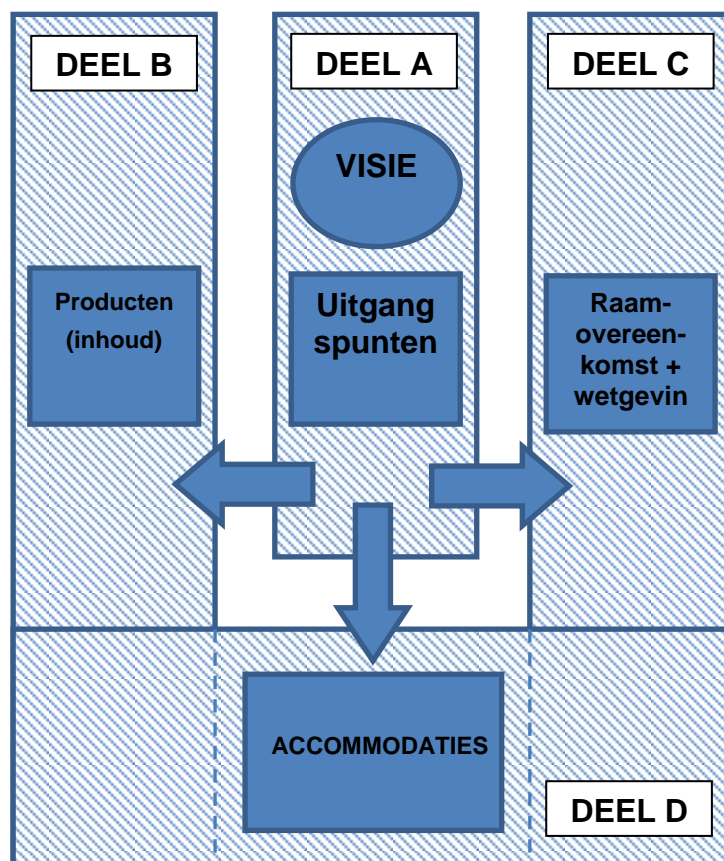 DEEL B
DEEL A
DEEL C
VISIE
Producten
(inhoud)
Uitgang
spunten
Raam-
overeen-
komst +
wetgevin
ACCOMMODATIES
DEEL D